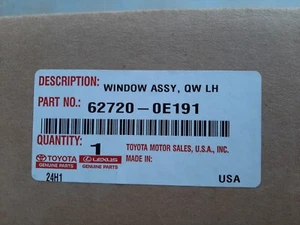 DESCRIPTION: WINDOW ASSY, QW LH
PART NO.: 62720-0E191
QUANTITY: 1
TOYOTA MOTOR SALES, U.S.A., INC.
TOYOTA GENUINE PARTS LEXUS GENUINE PARTS MADE IN:
24H1 USA